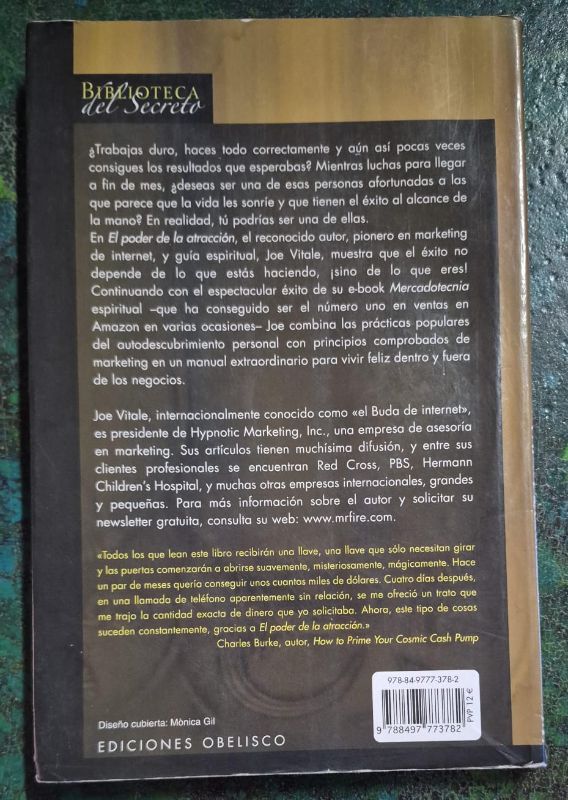 BIBLIOTECA
del Secreto
¿Trabajas duro, haces todo correctamente y aún así pocas veces
consigues los resultados que esperabas? Mientras luchas para llegar
a fin de mes, ¿deseas ser una de esas personas afortunadas a las
que parece que la vida les sonríe y que tienen el éxito al alcance de
la mano? En realidad, tú podrías ser una de ellas.
En El poder de la atracción, el reconocido autor, pionero en marketing
de internet, y guía espiritual, Joe Vitale, muestra que el éxito no
depende de lo que estás haciendo, ¡sino de lo que eres!
Continuando con el espectacular éxito de su e-book Mercadotecnia
espiritual –que ha conseguido ser el número uno en ventas en
Amazon en varias ocasiones– Joe combina las prácticas populares
del autodescubrimiento personal con principios comprobados de
marketing en un manual extraordinario para vivir feliz dentro y fuera
de los negocios.
Joe Vitale, internacionalmente conocido como «el Buda de internet»,
es presidente de Hypnotic Marketing, Inc., una empresa de asesoría
en marketing. Sus artículos tienen muchísima difusión, y entre sus
clientes profesionales se encuentran Red Cross, PBS, Hermann
Children's Hospital, y muchas otras empresas internacionales, grandes
y pequeñas. Para más información sobre el autor y solicitar su
newsletter gratuita, consulta su web: www.mrfire.com.
«Todos los que lean este libro recibirán una llave, una llave que sólo necesitan girar
y las puertas comenzarán a abrirse suavemente, misteriosamente, mágicamente. Hace
un par de meses quería conseguir unos cuantos miles de dólares. Cuatro días después,
en una llamada de teléfono aparentemente sin relación, se me ofreció un trato que
me trajo la cantidad exacta de dinero que yo solicitaba. Ahora, este tipo de cosas
suceden constantemente, gracias a El poder de la atracción.»
Charles Burke, autor, How to Prime Your Cosmic Cash Pump
978-84-9777-378-2
9 788497 773782
PVP 12 €
Diseño cubierta: Mònica Gil
EDICIONES OBELISCO